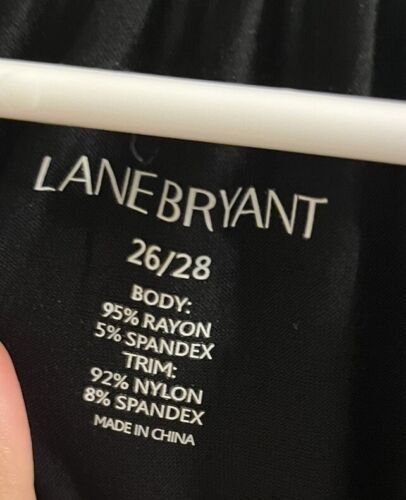 LANE BRYANT
26/28
BODY:
95% RAYON
5% SPANDEX
TRIM:
92% NYLON
8% SPANDEX
MADE IN CHINA